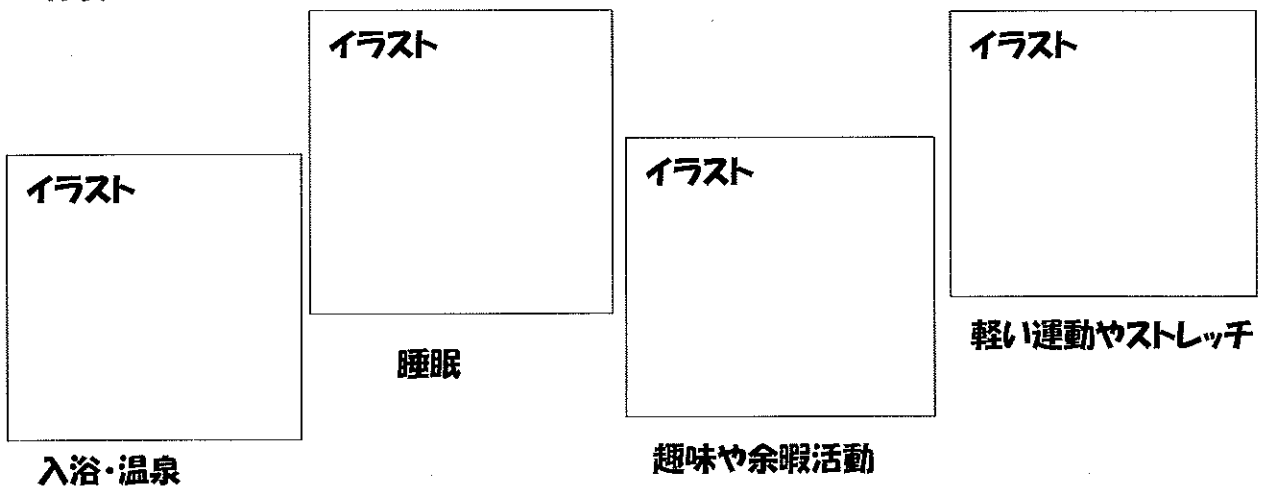 イラスト
入浴・温泉
イラスト
睡眠
イラスト
趣味や余暇活動
イラスト
軽い運動やストレッチ